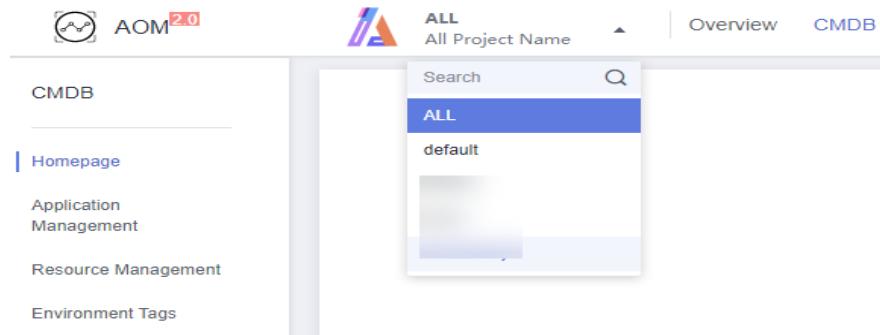 AOM2.0
ALL
All Project Name
Overview
CMDB
CMDB
Homepage
Application
Management
Resource Management
Environment Tags
Search
ALL
default